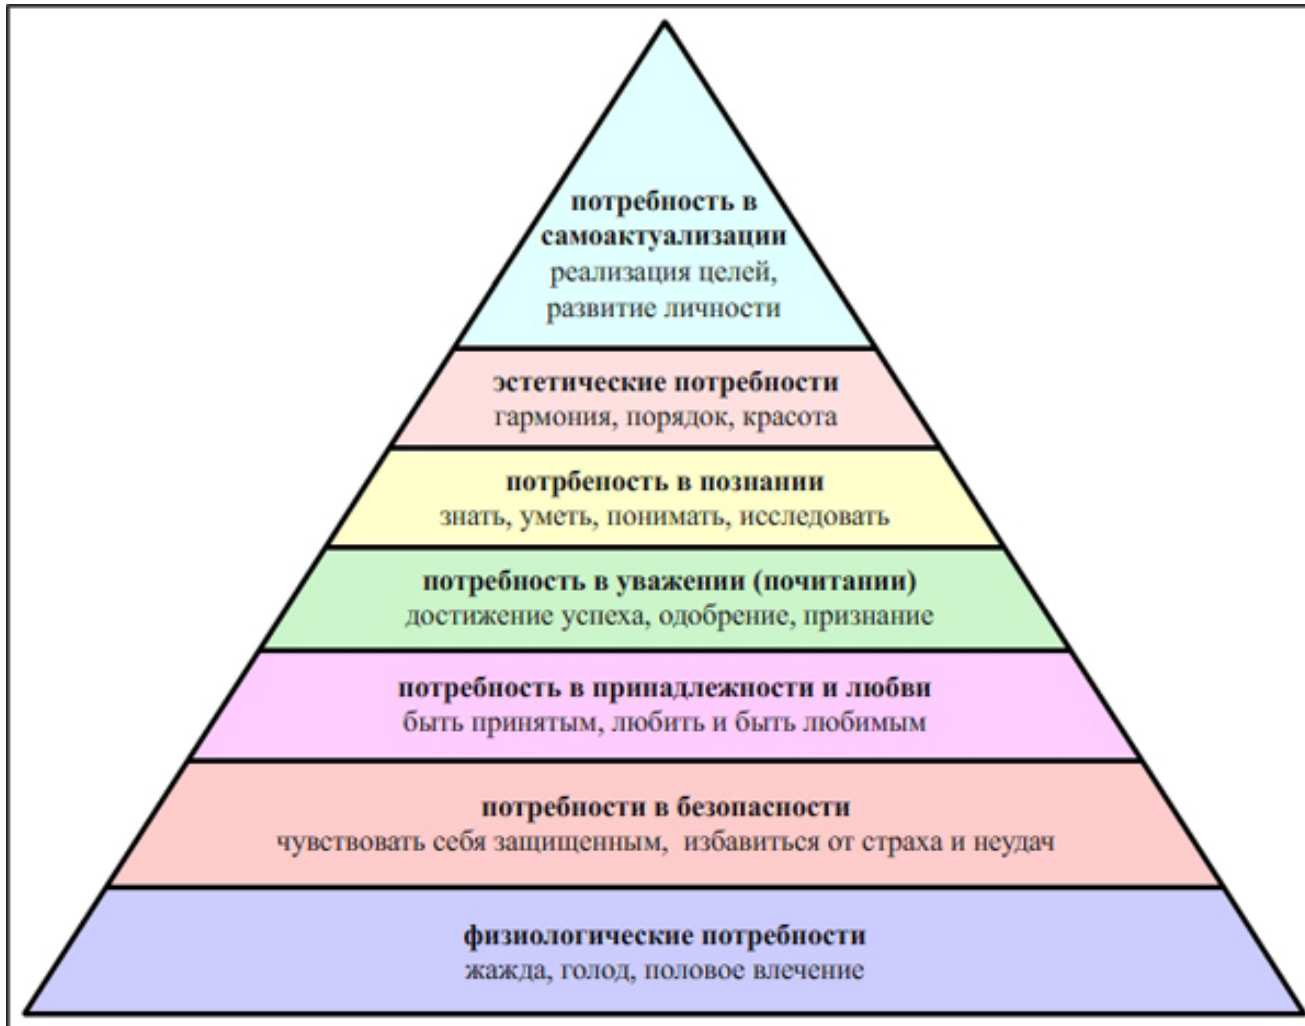 потребность в
самоактуализации
реализация целей,
развитие личности
эстетические потребности
гармония, порядок, красота
потрбеность в познании
знать, уметь, понимать, исследовать
потребность в уважении (почитании)
достижение успеха, одобрение, признание
потребность в принадлежности и любви
быть принятым, любить и быть любимым
потребности в безопасности
чувствовать себя защищенным, избавиться от страха и неудач
физиологические потребности
жажда, голод, половое влечение